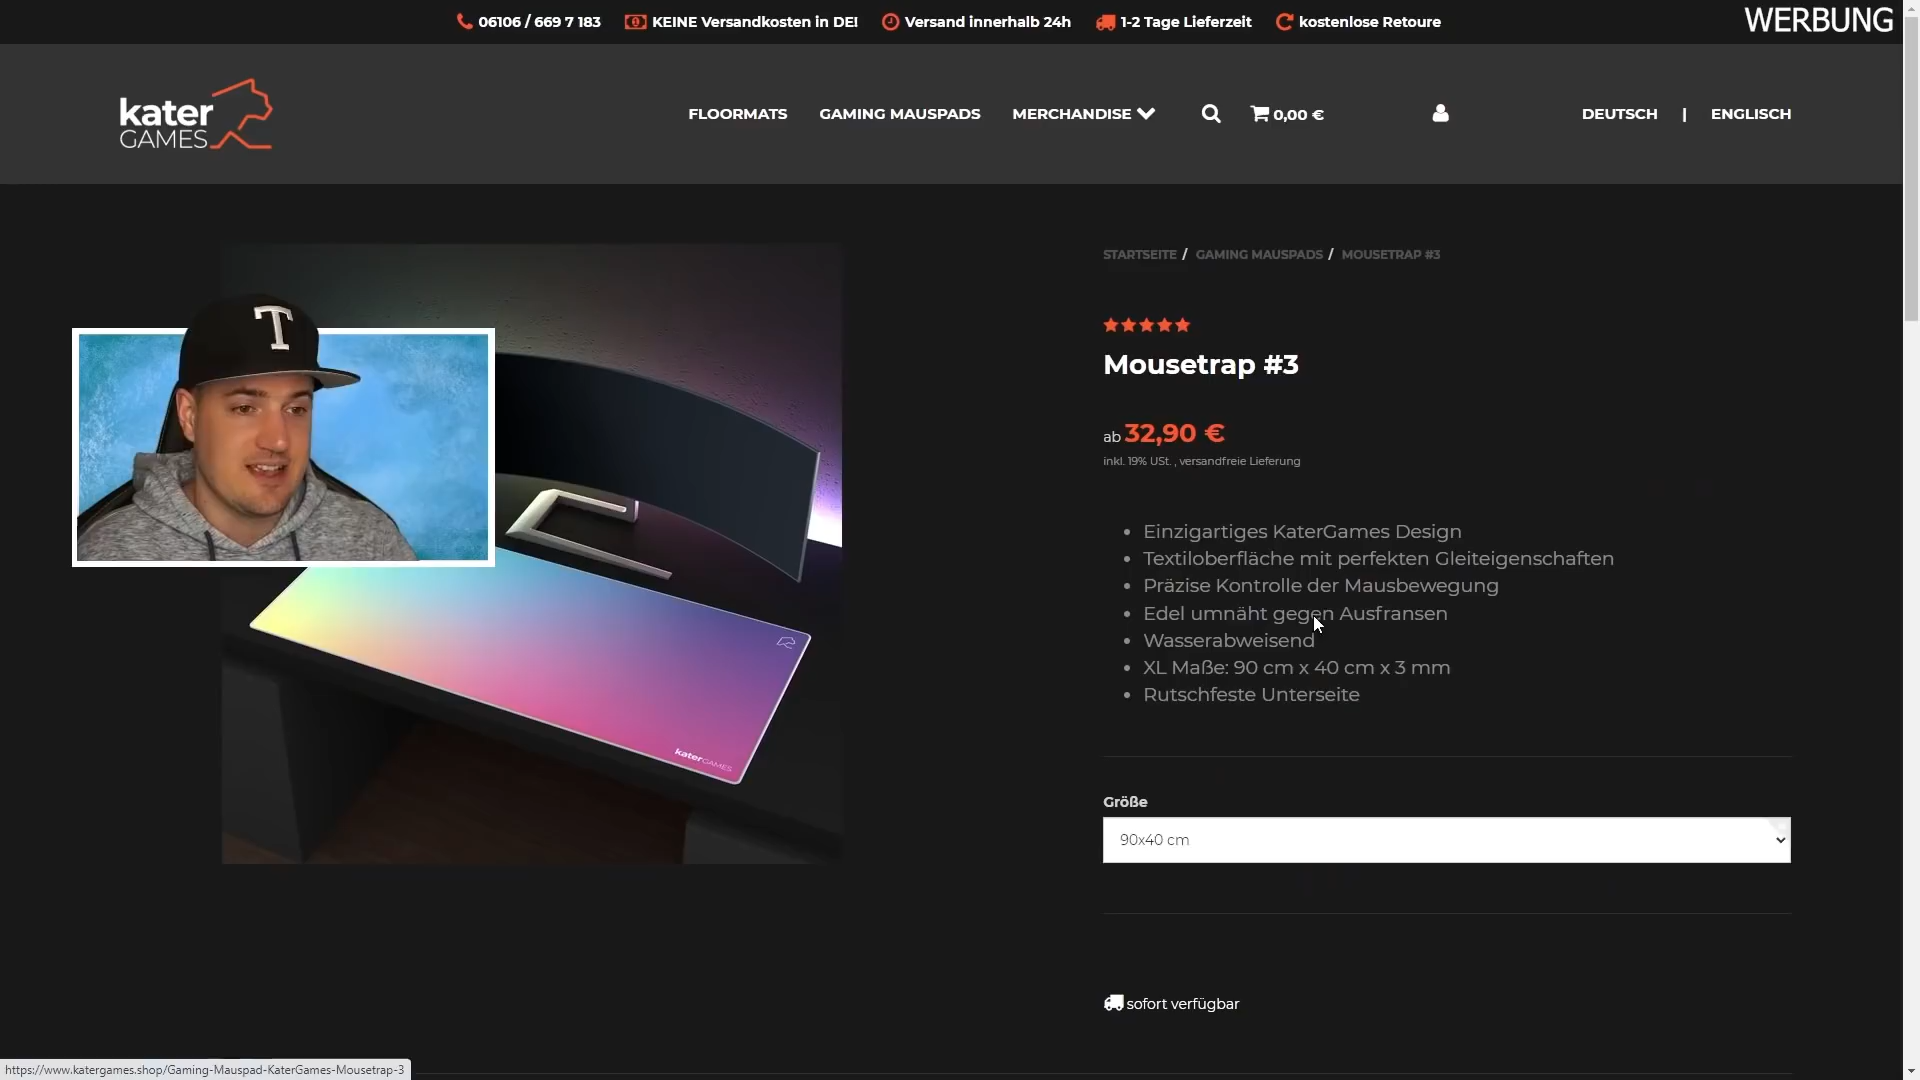 06106 / 669 7 183 KEINE Versandkosten in DE! Versand innerhalb 24h 1-2 Tage Lieferzeit kostenlose Retoure
WERBUNG
kater
GAMES
FLOORMATS GAMING MAUSPADS MERCHANDISE 0,00 € DEUTSCH | ENGLISCH
STARTSEITE / GAMING MAUSPADS / MOUSETRAP #3
Mousetrap #3
ab 32,90 €
inkl. 19% USt. , versandfreie Lieferung
T
• Einzigartiges KaterGames Design
• Textiloberfläche mit perfekten Gleiteigenschaften
• Präzise Kontrolle der Mausbewegung
• Edel umnäht gegen Ausfransen
• Wasserabweisend
• XL Maße: 90 cm x 40 cm x 3 mm
• Rutschfeste Unterseite
katerGAMES
Größe
90x40 cm
sofort verfügbar
https://www.katergames.shop/Gaming-Mauspad-KaterGames-Mousetrap-3